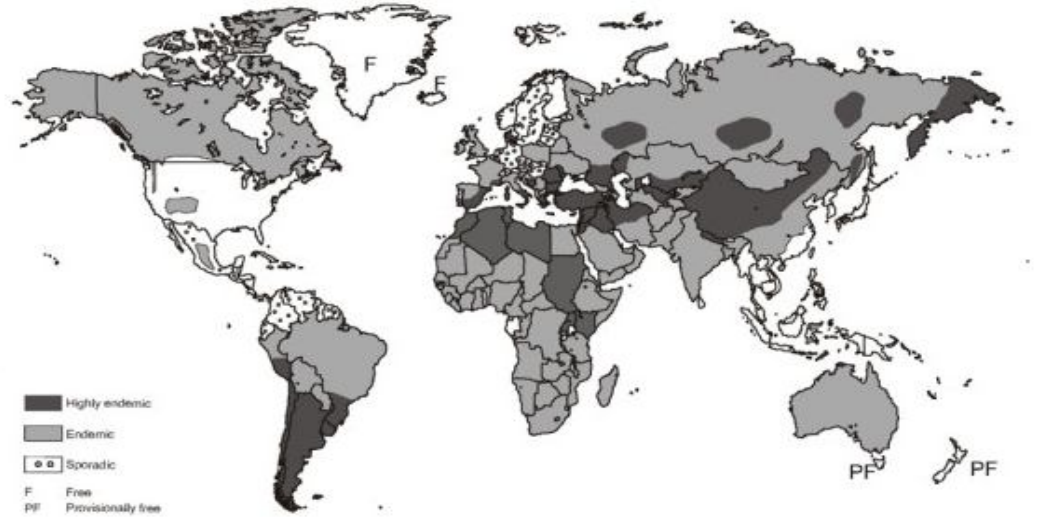 F
F
Highly endemic
Endemic
Sporadic
F Free
PF Provisionally free
PF
PF